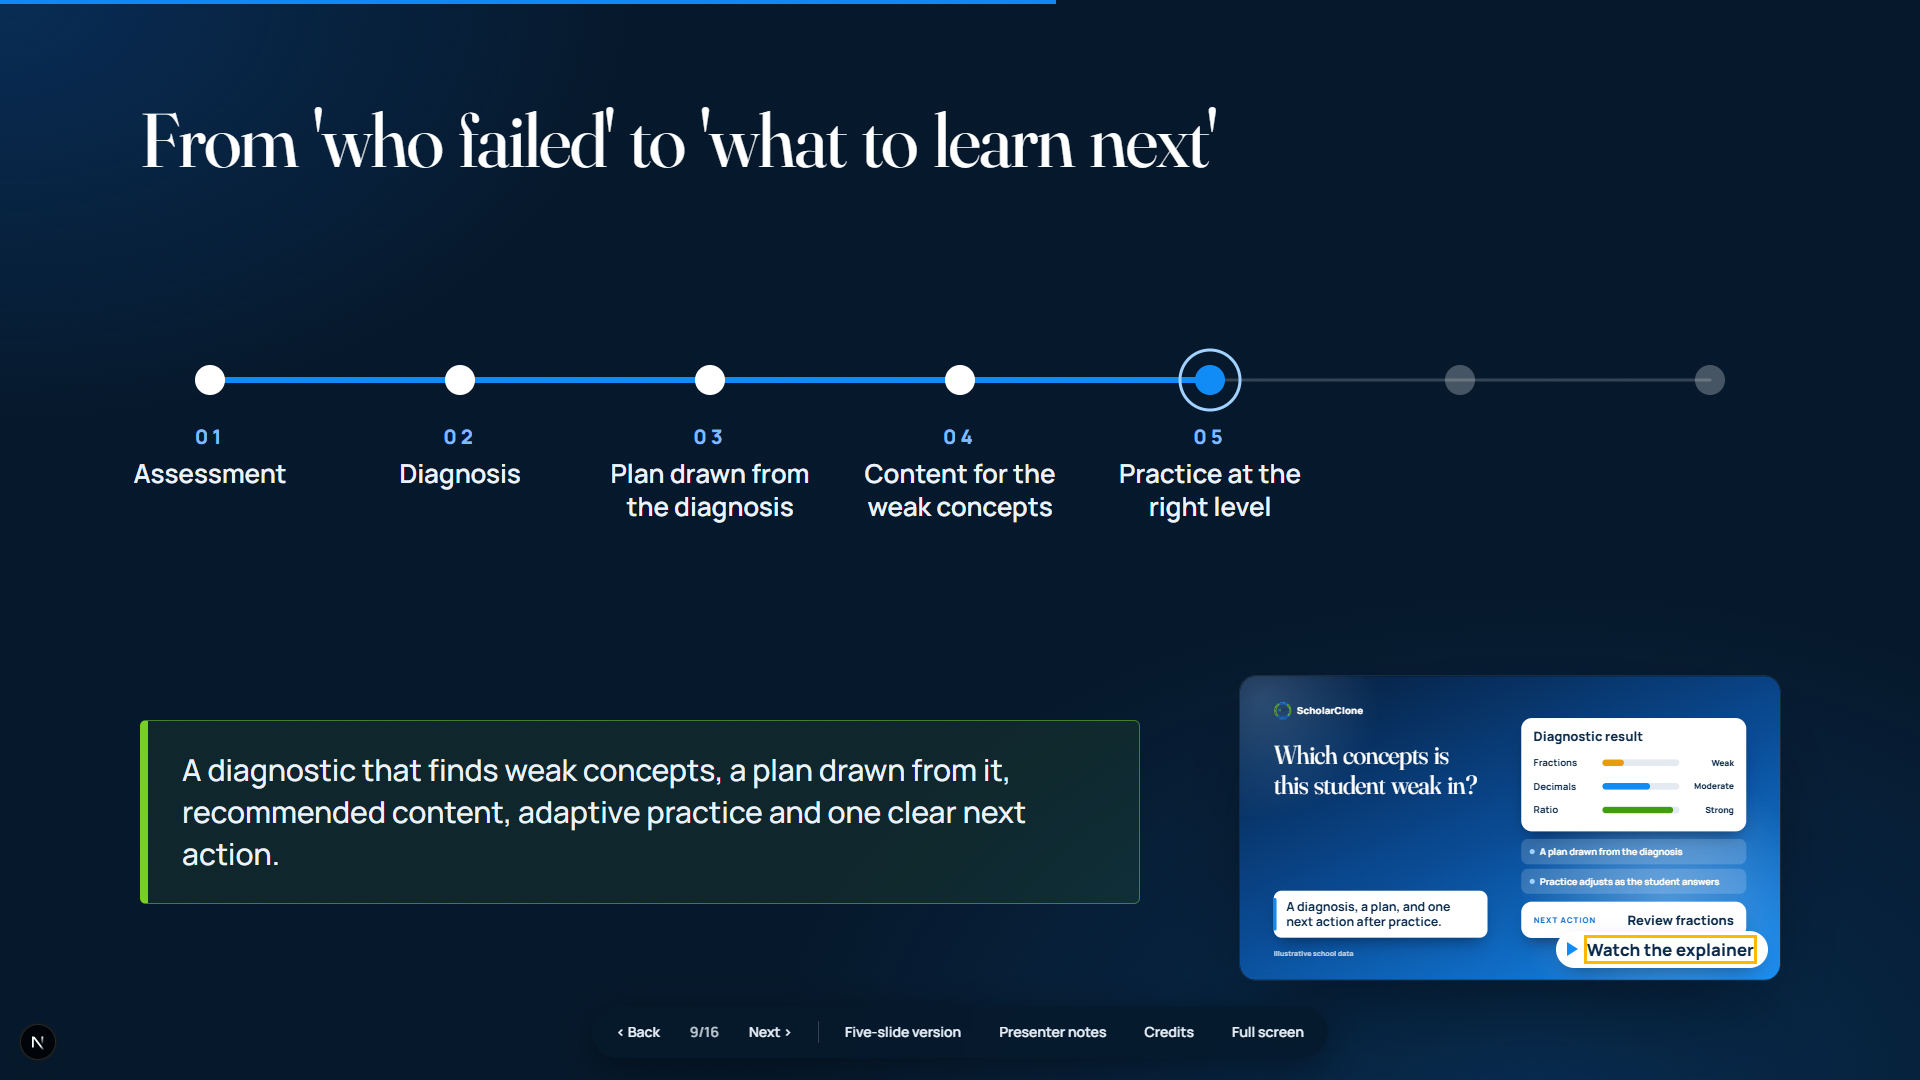 From 'who failed' to 'what to learn next'
01
Assessment
02
Diagnosis
03
Plan drawn from
the diagnosis
04
Content for the
weak concepts
05
Practice at the
right level
A diagnostic that finds weak concepts, a plan drawn from it,
recommended content, adaptive practice and one clear next
action.
ScholarClone
Which concepts is
this student weak in?
A diagnosis, a plan, and one
next action after practice.
Illustrative school data
Diagnostic result
Fractions Weak
Decimals Moderate
Ratio Strong
A plan drawn from the diagnosis
Practice adjusts as the student answers
NEXT ACTION Review fractions
Watch the explainer
N
‹ Back 9/16 Next › Five-slide version Presenter notes Credits Full screen